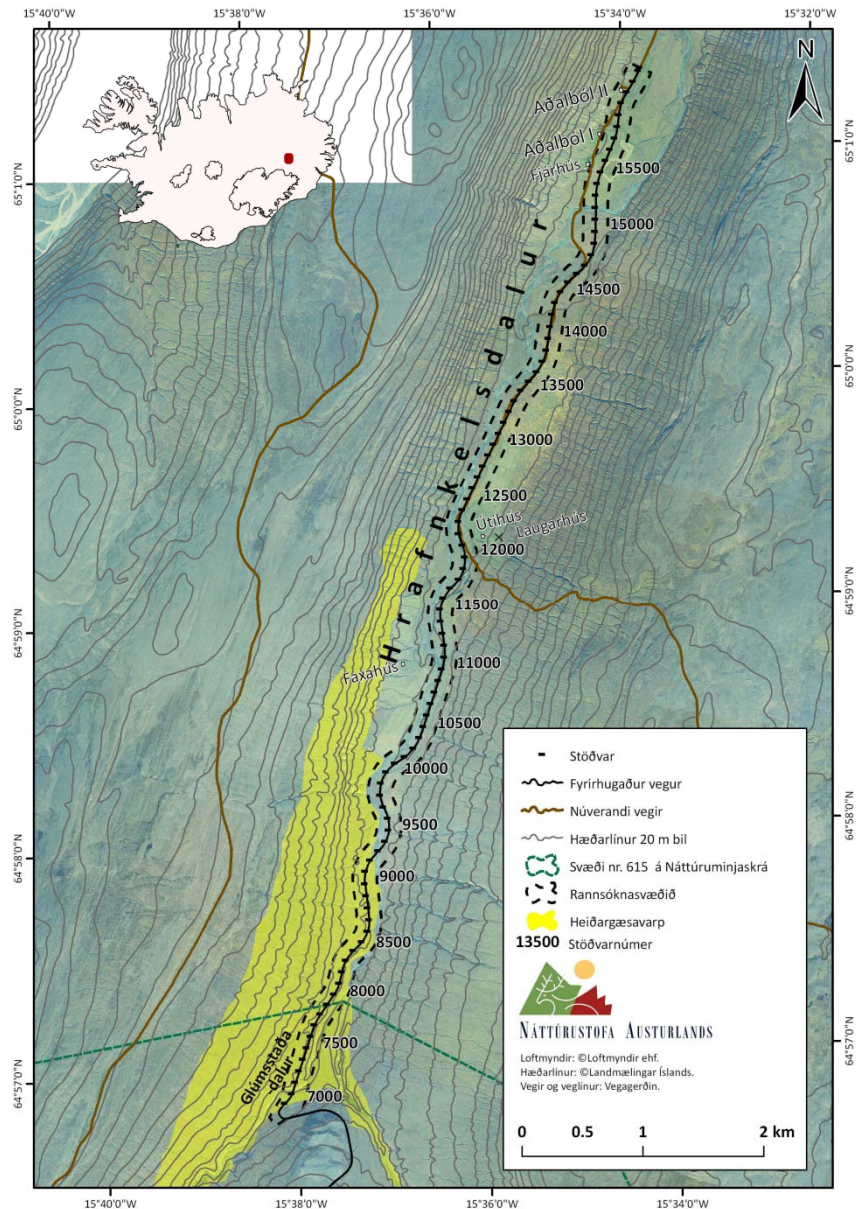 15°40'0"W
15°38'0"W
15°36'0"W
15°34'0"W
15°32'0"W
N
65°1'0"N
65°1'0"N
65°0'0"N
65°0'0"N
64°59'0"N
64°59'0"N
64°58'0"N
64°58'0"N
64°57'0"N
64°57'0"N
Aðalból II
Aðalból I
Fjárhús
15500
15000
14500
14000
13500
13000
12500
Útihús
Laugarhús
12000
11500
11000
10500
10000
9500
9000
8500
8000
7500
7000
Hrafnkelsdalur
Faxahús
Glúmsstaða
dalur
Stöðvar
Fyrirhugaður vegur
Núverandi vegir
Hæðarlínur 20 m bil
Svæði nr. 615 á Náttúruminjaskrá
Rannsóknasvæðið
Heiðargæsavarp
13500 Stöðvarnúmer
NÁTTÚRUSTOFA AUSTURLANDS
Loftmyndir: ©Loftmyndir ehf.
Hæðarlínur: ©Landmælingar Íslands.
Vegir og veglínur: Vegagerðin.
0 0.5 1 2 km
15°40'0"W
15°38'0"W
15°36'0"W
15°34'0"W